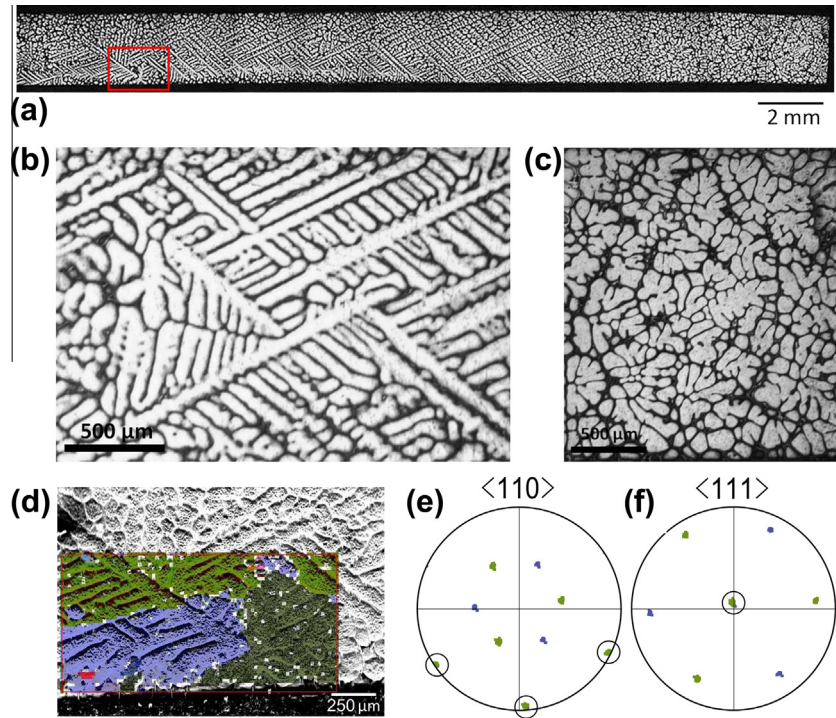 (a)
2 mm
(b)
(c)
500 µm
500 µm
(d)
(e)
<110>
(f)
<111>
250 µm